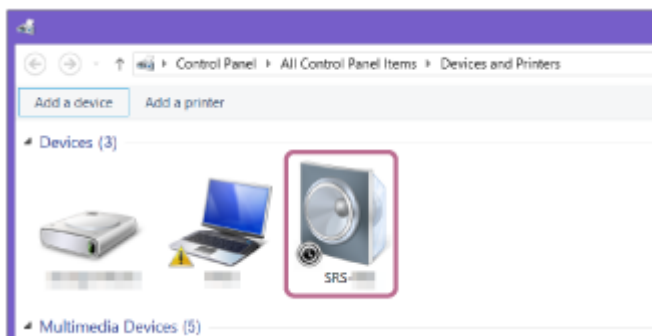 Control Panel ▸ All Control Panel Items ▸ Devices and Printers
Add a device Add a printer
Devices (3)
SRS-
Multimedia Devices (5)